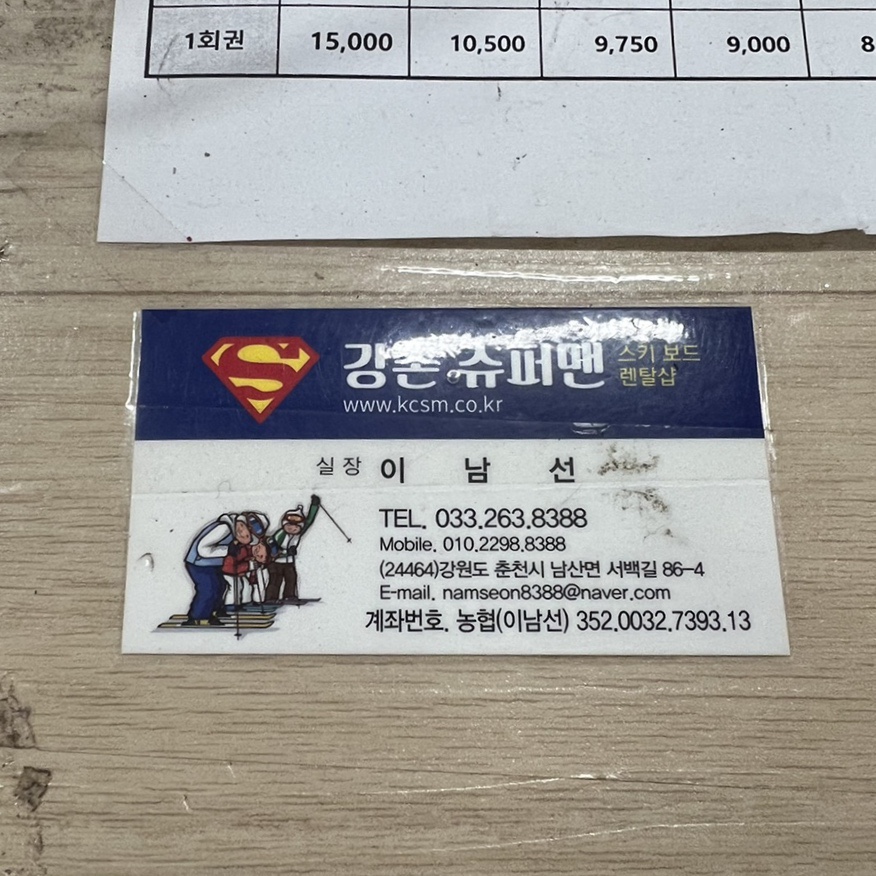 1회권 15,000 10,500 9,750 9,000 8
강촌 슈퍼맨 스키 보드
렌탈샵
www.kcsm.co.kr
실장 이 남 선
TEL. 033.263.8388
Mobile. 010.2298.8388
(24464)강원도 춘천시 남산면 서백길 86-4
E-mail. namseon8388@naver.com
계좌번호. 농협(이남선) 352.0032.7393.13